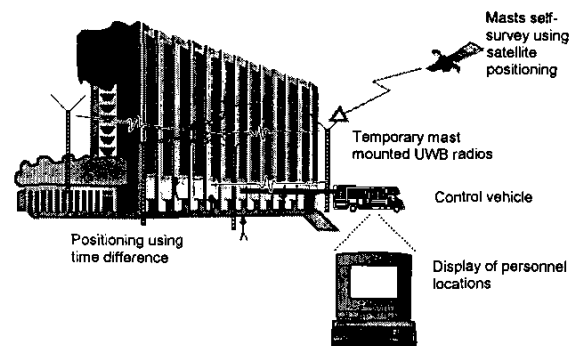 Masts self-
survey using
satellite
positioning
Temporary mast
mounted UWB radios
Control vehicle
Positioning using
time difference
Display of personnel
locations